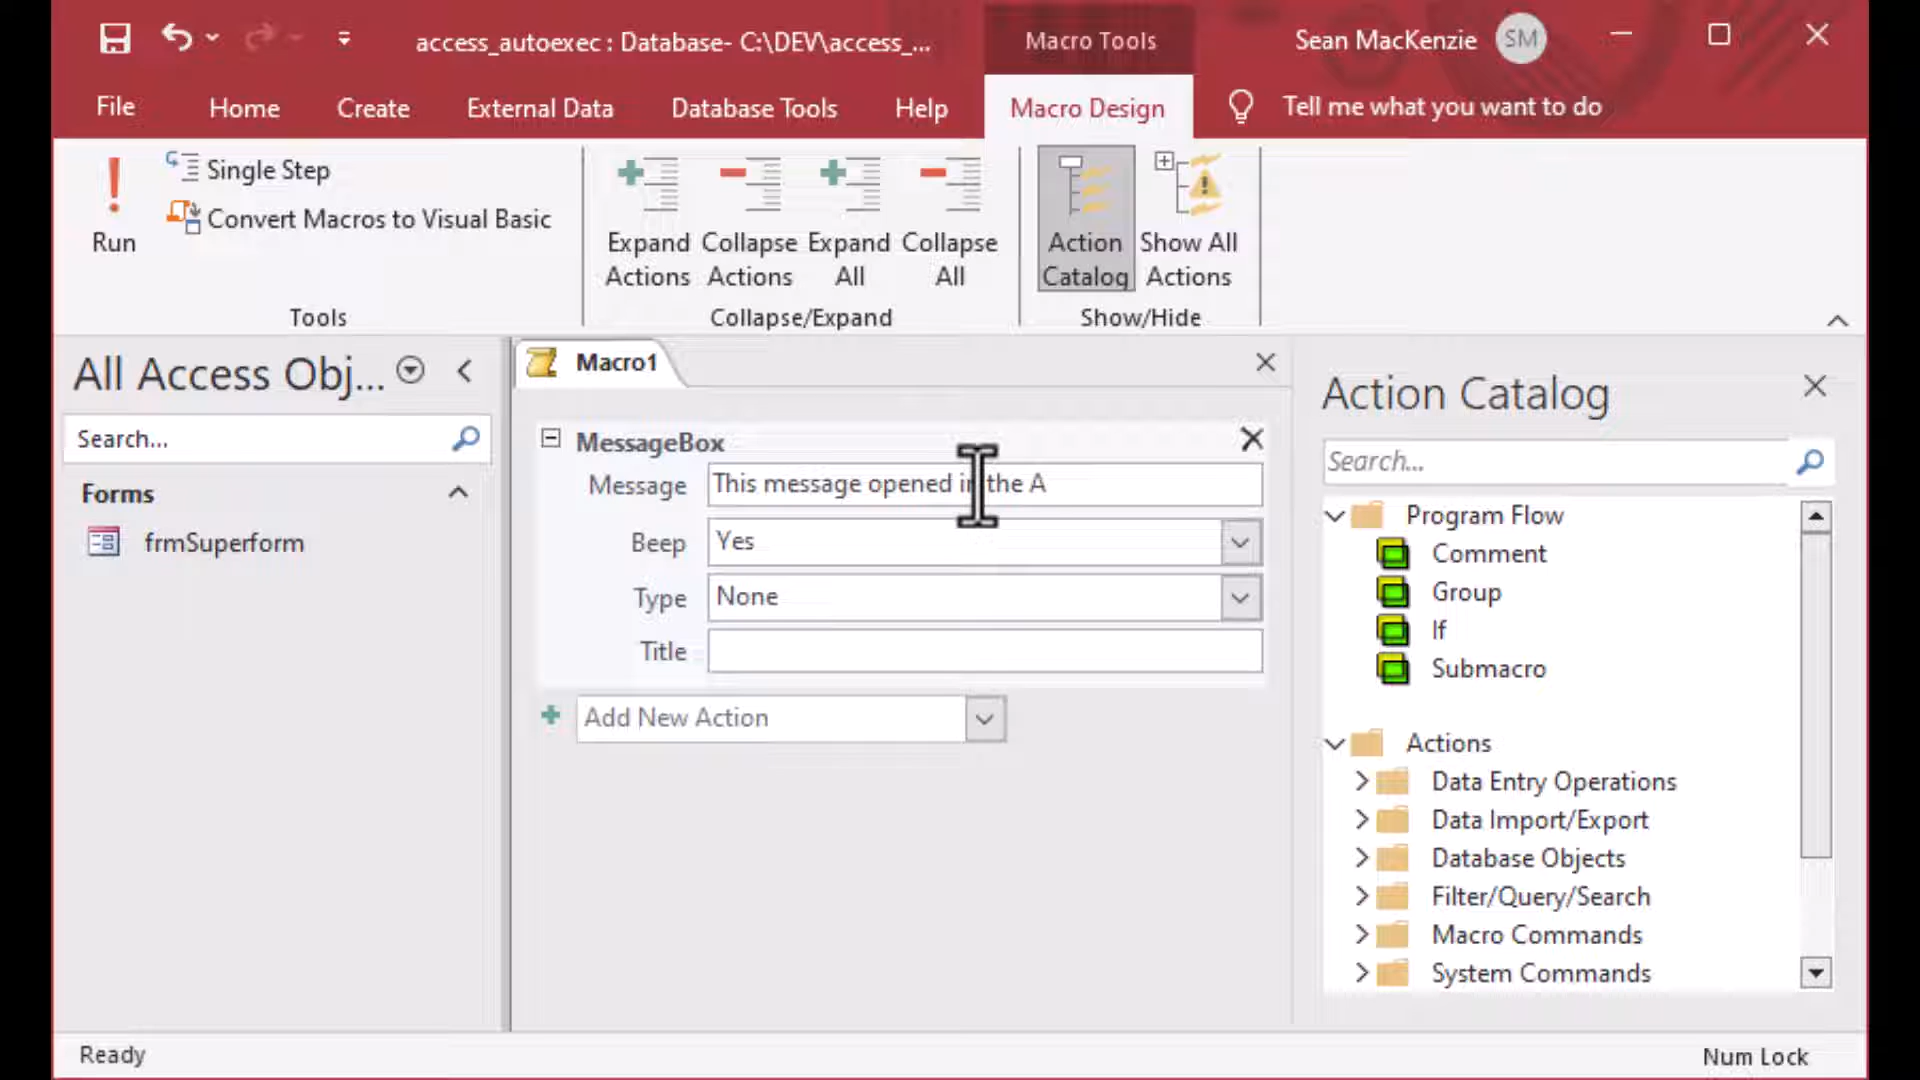 access_autoexec : Database- C:\DEV\access_...
Macro Tools
Sean MacKenzie
SM
File
Home
Create
External Data
Database Tools
Help
Macro Design
Tell me what you want to do
Run
Single Step
Convert Macros to Visual Basic
Tools
Expand Actions
Collapse Actions
Expand All
Collapse All
Collapse/Expand
Action Catalog
Show All Actions
Show/Hide
All Access Obj...
Search...
Forms
frmSuperform
Macro1
MessageBox
Message This message opened in the A
Beep Yes
Type None
Title
Add New Action
Action Catalog
Search...
Program Flow
Comment
Group
If
Submacro
Actions
Data Entry Operations
Data Import/Export
Database Objects
Filter/Query/Search
Macro Commands
System Commands
Ready
Num Lock